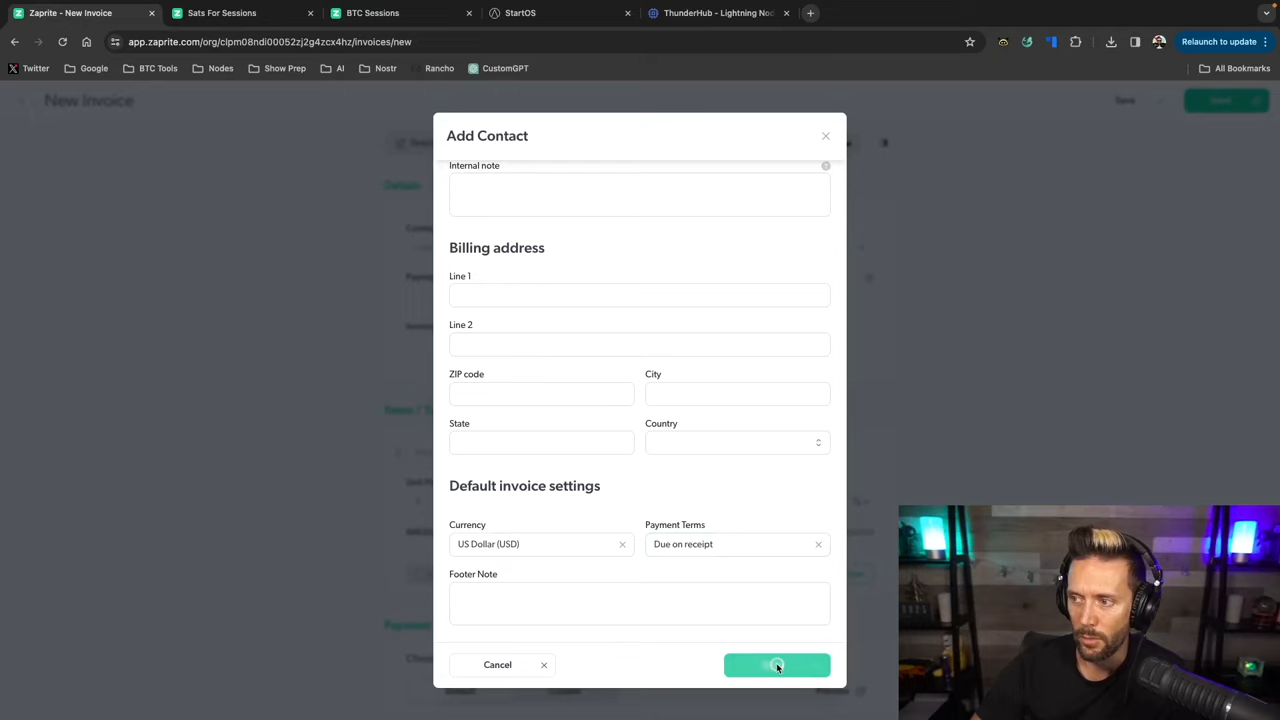 Zaprite - New Invoice
Sats For Sessions
BTC Sessions
StartOS
ThunderHub - Lightning Nod
app.zaprite.com/org/clpm08ndi00052zj2g4zcx4hz/invoices/new
Relaunch to update
Twitter
Google
BTC Tools
Nodes
Show Prep
AI
Nostr
Rancho
CustomGPT
All Bookmarks
New Invoice
Save
Add Contact
Internal note
Billing address
Line 1
Line 2
ZIP code
City
State
Country
Default invoice settings
Currency
Payment Terms
US Dollar (USD)
Due on receipt
Footer Note
Cancel